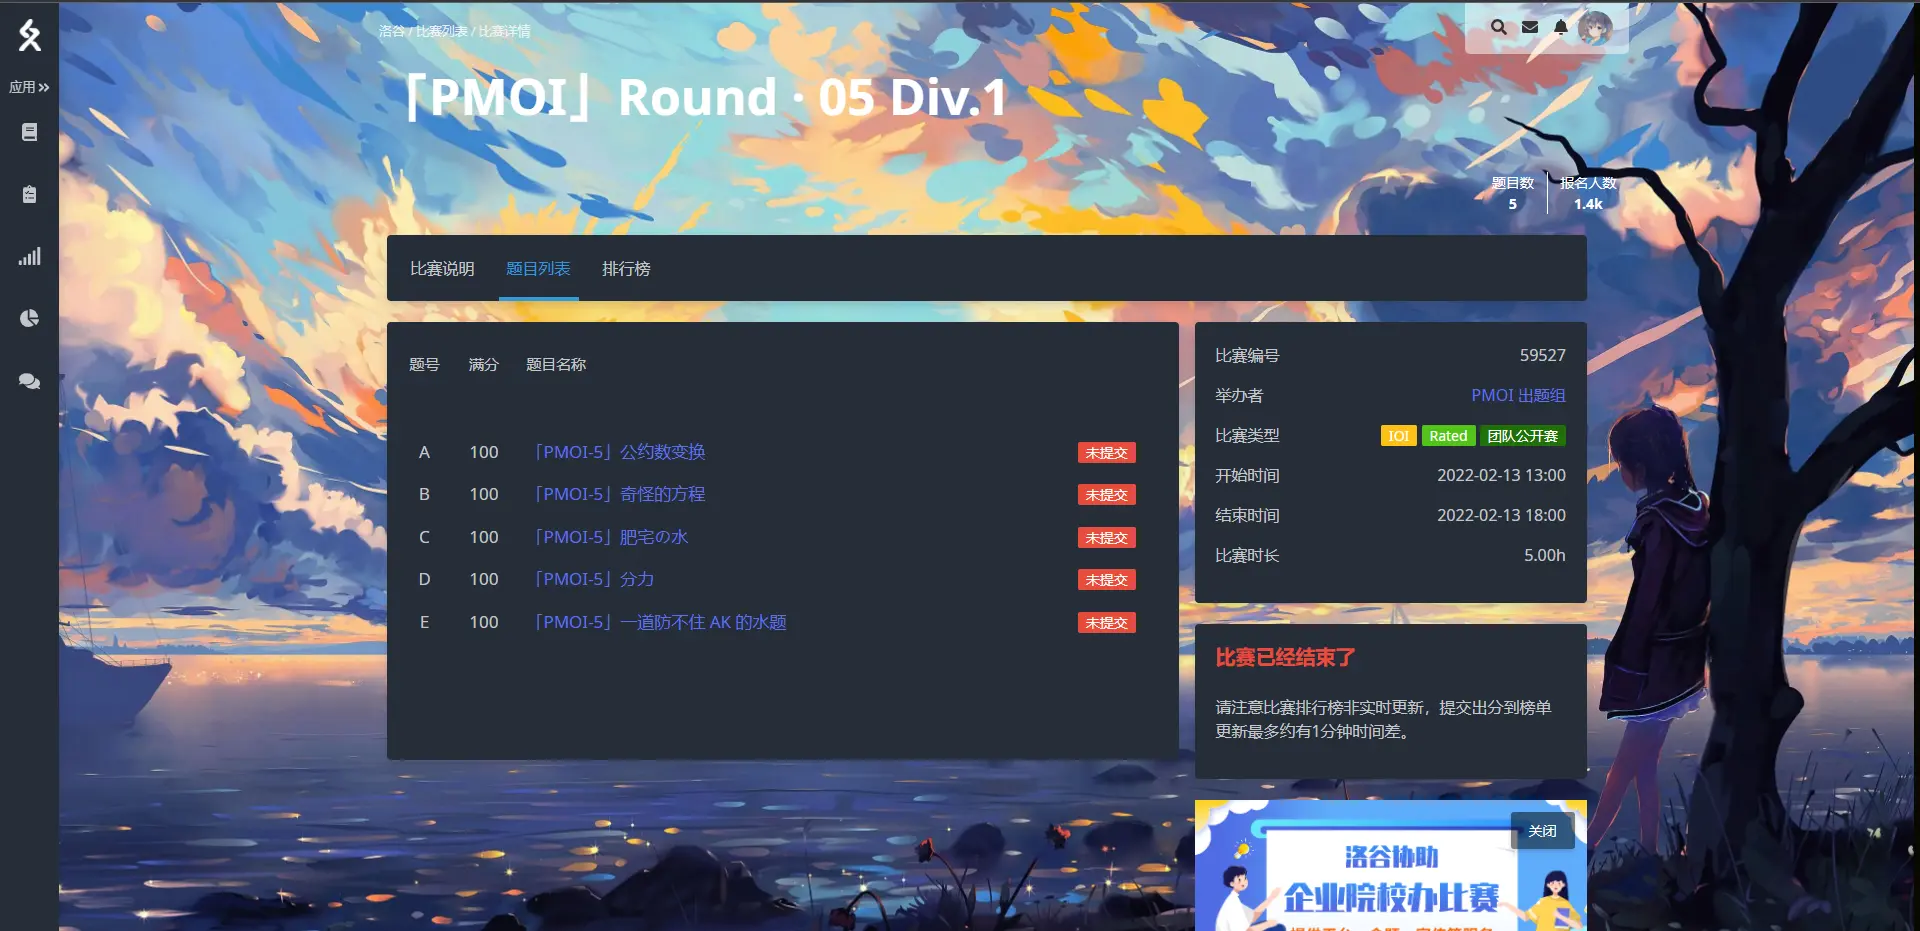 洛谷 / 比赛列表 / 比赛详情
「PMOI」Round · 05 Div.1
应用
题目数 报名人数
5 1.4k
比赛说明 题目列表 排行榜
题号 满分 题目名称
A 100 「PMOI-5」公约数变换 未提交
B 100 「PMOI-5」奇怪的方程 未提交
C 100 「PMOI-5」肥宅の水 未提交
D 100 「PMOI-5」分力 未提交
E 100 「PMOI-5」一道防不住 AK 的水题 未提交
比赛编号 59527
举办者 PMOI 出题组
比赛类型 IOI Rated 团队公开赛
开始时间 2022-02-13 13:00
结束时间 2022-02-13 18:00
比赛时长 5.00h
比赛已经结束了
请注意比赛排行榜非实时更新，提交出分到榜单
更新最多约有1分钟时间差。
关闭
洛谷协助
企业院校办比赛